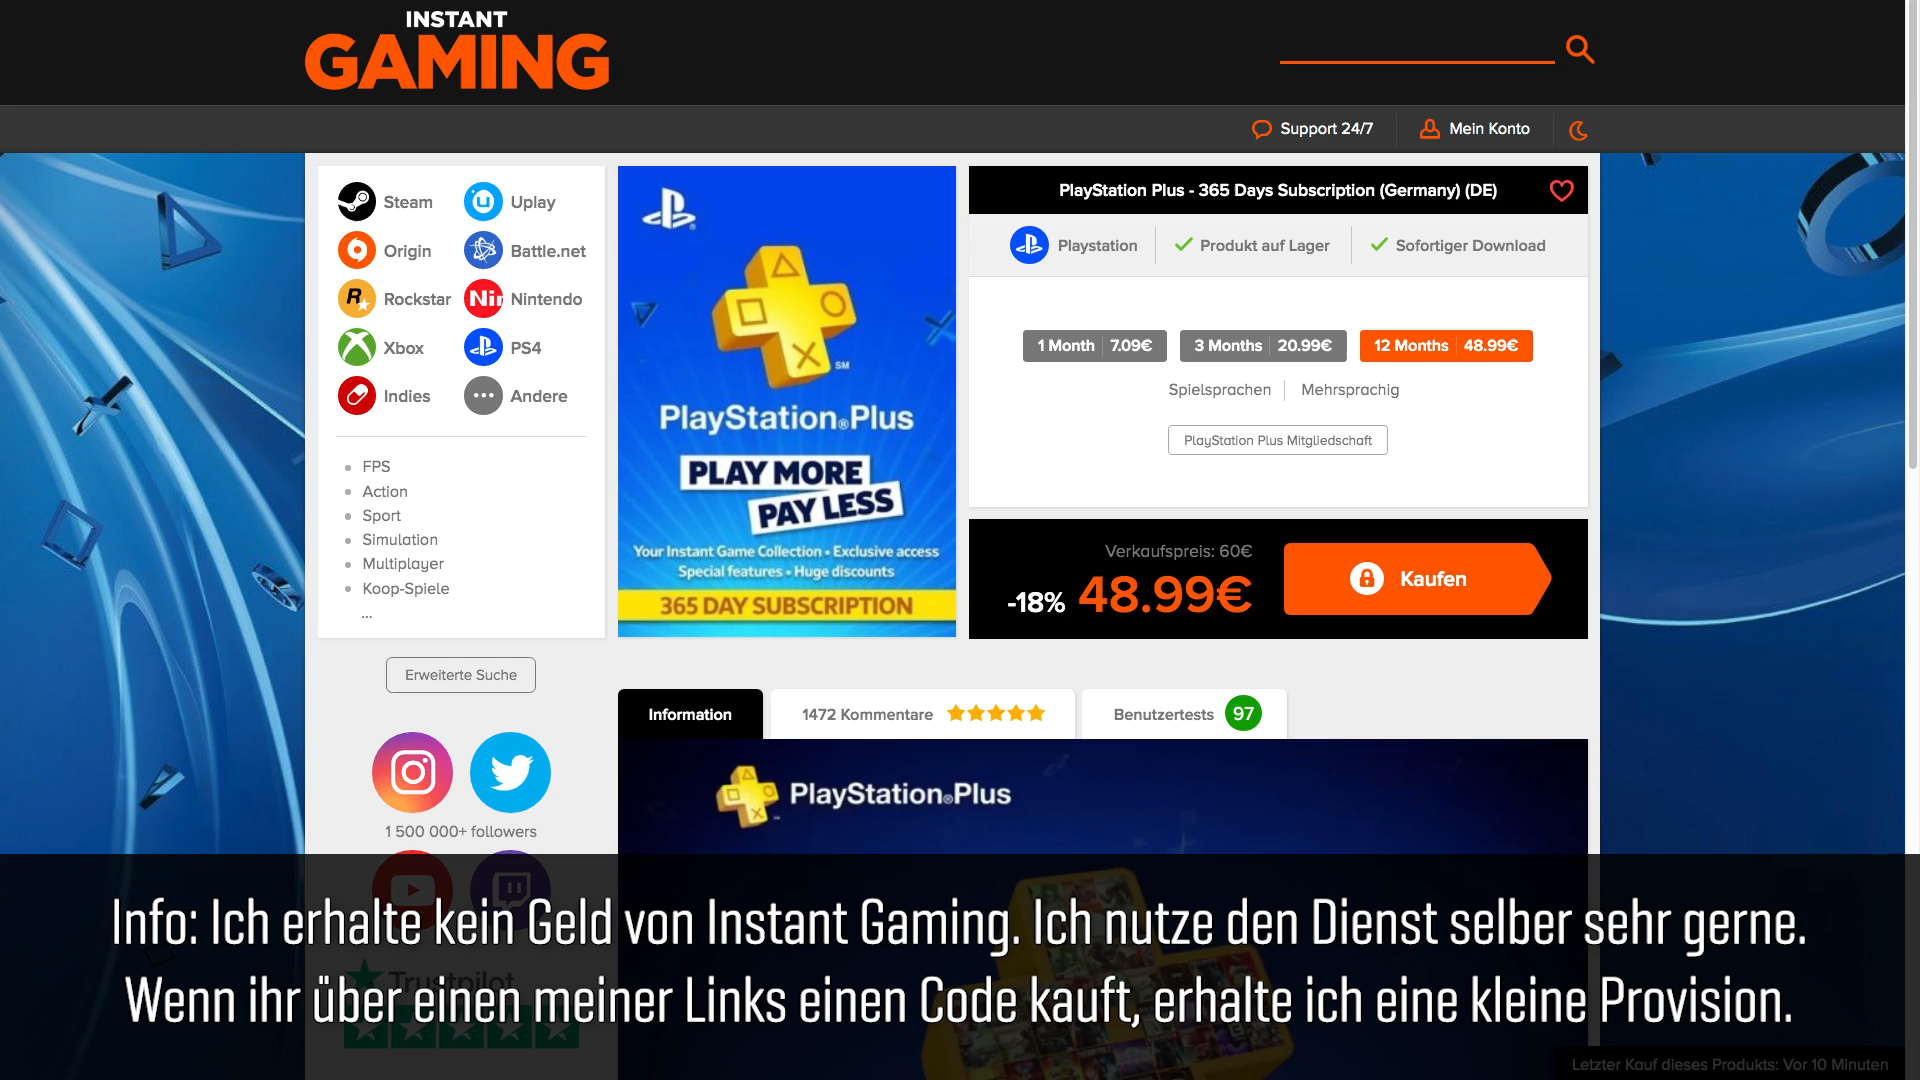 INSTANT
GAMING
Support 24/7
Mein Konto
Steam
Uplay
Origin
Battle.net
Rockstar
Nintendo
Xbox
PS4
Indies
Andere
FPS
Action
Sport
Simulation
Multiplayer
Koop-Spiele
...
Erweiterte Suche
1 500 000+ followers
Trustpilot
SM
PlayStation®Plus
PLAY MORE
PAY LESS
Your Instant Game Collection • Exclusive access
Special features • Huge discounts
365 DAY SUBSCRIPTION
PlayStation Plus - 365 Days Subscription (Germany) (DE)
Playstation
Produkt auf Lager
Sofortiger Download
1 Month 7.09€
3 Months 20.99€
12 Months 48.99€
Spielsprachen
Mehrsprachig
PlayStation Plus Mitgliedschaft
Verkaufspreis: 60€
-18% 48.99€
Kaufen
Information
1472 Kommentare
Benutzertests 97
PlayStation®Plus
Info: Ich erhalte kein Geld von Instant Gaming. Ich nutze den Dienst selber sehr gerne.
Wenn ihr über einen meiner Links einen Code kauft, erhalte ich eine kleine Provision.
Letzter Kauf dieses Produkts: Vor 10 Minuten